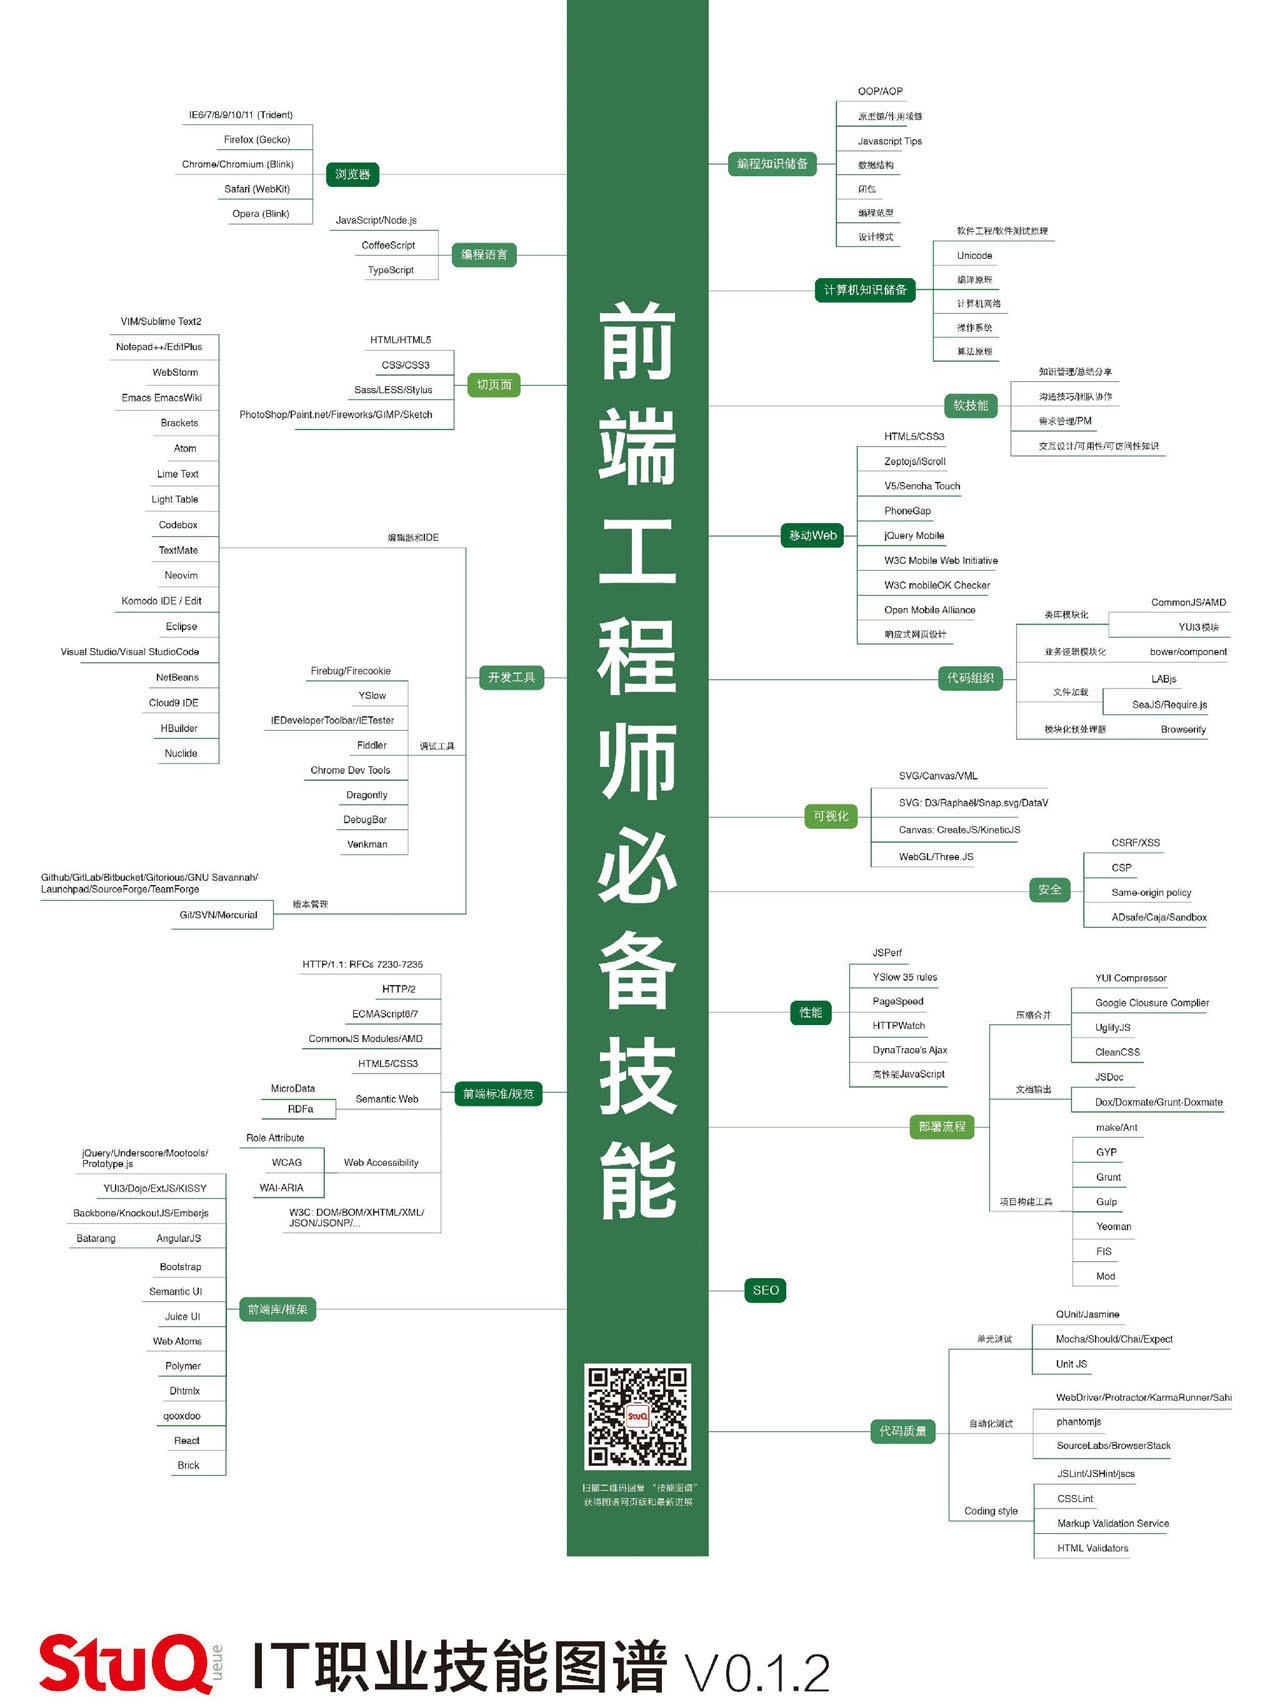 前端工程师必备技能
浏览器
IE6/7/8/9/10/11 (Trident)
Firefox (Gecko)
Chrome/Chromium (Blink)
Safari (WebKit)
Opera (Blink)
编程语言
JavaScript/Node.js
CoffeeScript
TypeScript
切页面
HTML/HTML5
CSS/CSS3
Sass/LESS/Stylus
PhotoShop/Paint.net/Fireworks/GIMP/Sketch
开发工具
编辑器和IDE
VIM/Sublime Text2
Notepad++/EditPlus
WebStorm
Emacs EmacsWiki
Brackets
Atom
Lime Text
Light Table
Codebox
TextMate
Neovim
Komodo IDE / Edit
Eclipse
Visual Studio/Visual StudioCode
NetBeans
Cloud9 IDE
HBuilder
Nuclide
调试工具
Firebug/Firecookie
YSlow
IEDeveloperToolbar/IETester
Fiddler
Chrome Dev Tools
Dragonfly
DebugBar
Venkman
版本管理
Github/GitLab/Bitbucket/Gitorious/GNU Savannah/
Launchpad/SourceForge/TeamForge
Git/SVN/Mercurial
前端标准/规范
HTTP/1.1: RFCs 7230-7235
HTTP/2
ECMAScript6/7
CommonJS Modules/AMD
HTML5/CSS3
Semantic Web
MicroData
RDFa
Web Accessibility
Role Attribute
WCAG
WAI-ARIA
W3C: DOM/BOM/XHTML/XML/
JSON/JSONP/...
前端库/框架
jQuery/Underscore/Mootools/
Prototype.js
YUI3/Dojo/ExtJS/KISSY
Backbone/KnockoutJS/Emberjs
AngularJS
Batarang
Bootstrap
Semantic UI
Juice UI
Web Atoms
Polymer
Dhtmlx
qooxdoo
React
Brick
编程知识储备
OOP/AOP
原型链/作用域链
Javascript Tips
数据结构
闭包
编程范型
设计模式
计算机知识储备
软件工程/软件测试原理
Unicode
编译原理
计算机网络
操作系统
算法原理
软技能
知识管理/总结分享
沟通技巧/团队协作
需求管理/PM
交互设计/可用性/可访问性知识
移动Web
HTML5/CSS3
Zeptojs/iScroll
V5/Sencha Touch
PhoneGap
jQuery Mobile
W3C Mobile Web Initiative
W3C mobileOK Checker
Open Mobile Alliance
响应式网页设计
代码组织
类库模块化
CommonJS/AMD
YUI3模块
业务逻辑模块化
bower/component
文件加载
LABjs
SeaJS/Require.js
模块化预处理器
Browserify
可视化
SVG/Canvas/VML
SVG: D3/Raphaël/Snap.svg/DataV
Canvas: CreateJS/KineticJS
WebGL/Three.JS
安全
CSRF/XSS
CSP
Same-origin policy
ADsafe/Caja/Sandbox
性能
JSPerf
YSlow 35 rules
PageSpeed
HTTPWatch
DynaTrace's Ajax
高性能JavaScript
部署流程
压缩合并
YUI Compressor
Google Clousure Complier
UglifyJS
CleanCSS
文档输出
JSDoc
Dox/Doxmate/Grunt-Doxmate
项目构建工具
make/Ant
GYP
Grunt
Gulp
Yeoman
FIS
Mod
SEO
代码质量
单元测试
QUnit/Jasmine
Mocha/Should/Chai/Expect
Unit JS
自动化测试
WebDriver/Protractor/KarmaRunner/Sahi
phantomjs
SourceLabs/BrowserStack
Coding style
JSLint/JSHint/jscs
CSSLint
Markup Validation Service
HTML Validators
StuQ
扫描二维码回复 “技能图谱”
获得图谱网页版和最新进展
StuQueue
IT职业技能图谱 V0.1.2